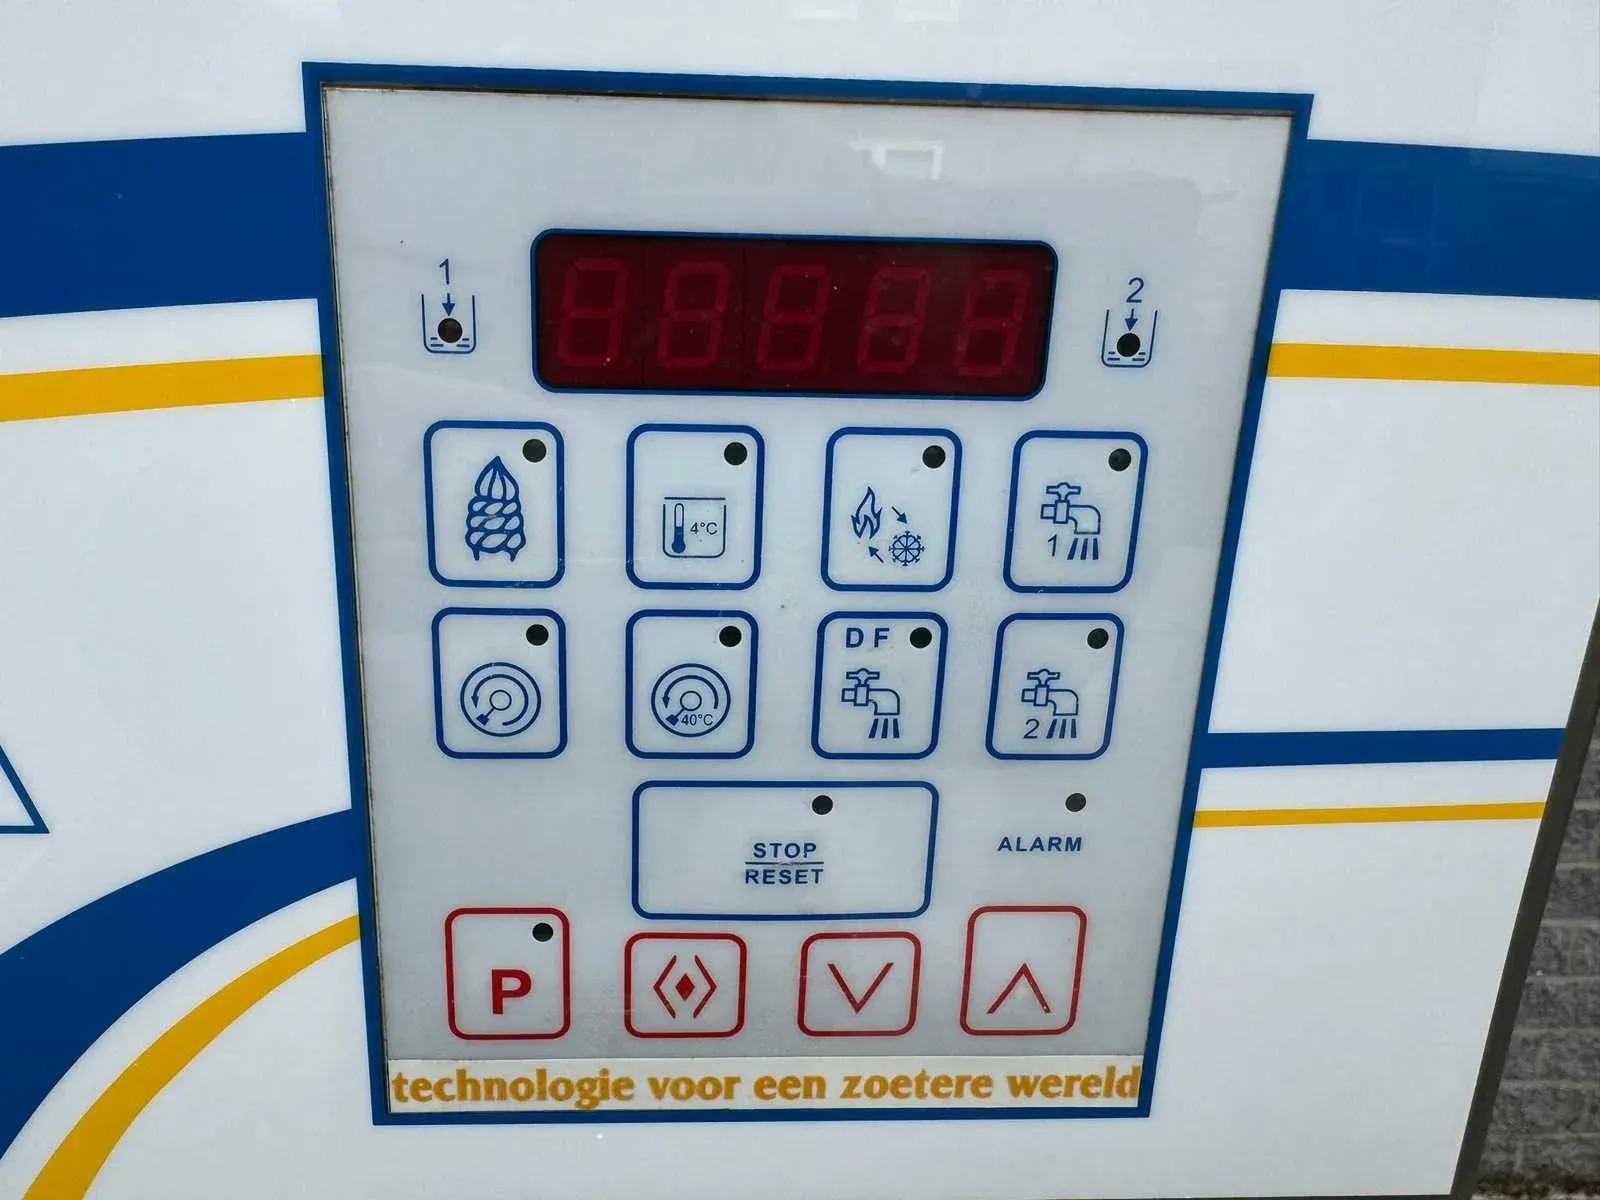 1
2
4°C
1
40°C
D F
2
STOP
RESET
ALARM
P
technologie voor een zoetere wereld